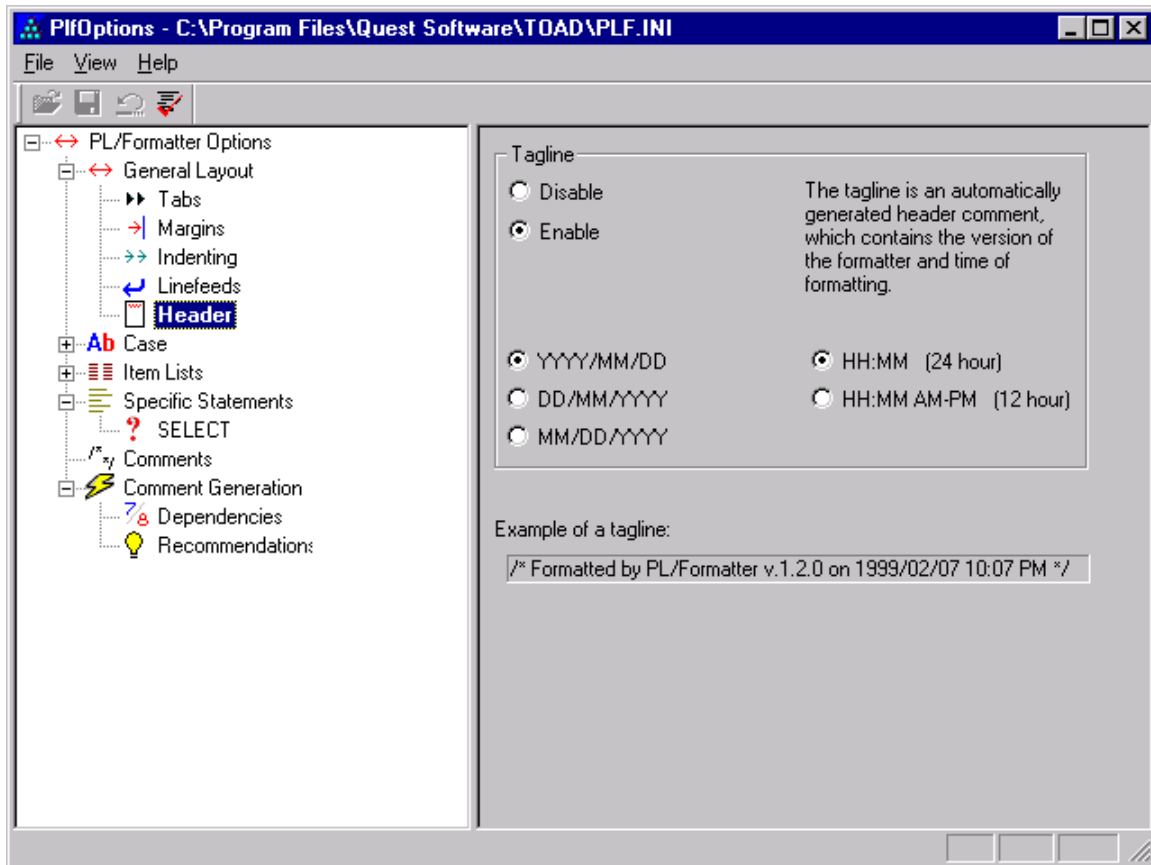 PlfOptions - C:\Program Files\Quest Software\TOAD\PLF.INI
File View Help
PL/Formatter Options
General Layout
Tabs
Margins
Indenting
Linefeeds
Header
Ab Case
Item Lists
Specific Statements
? SELECT
/* */ Comments
Comment Generation
7/8 Dependencies
Recommendations
Tagline
Disable
Enable
The tagline is an automatically
generated header comment,
which contains the version of
the formatter and time of
formatting.
YYYY/MM/DD
DD/MM/YYYY
MM/DD/YYYY
HH:MM (24 hour)
HH:MM AM-PM (12 hour)
Example of a tagline:
/* Formatted by PL/Formatter v.1.2.0 on 1999/02/07 10:07 PM */